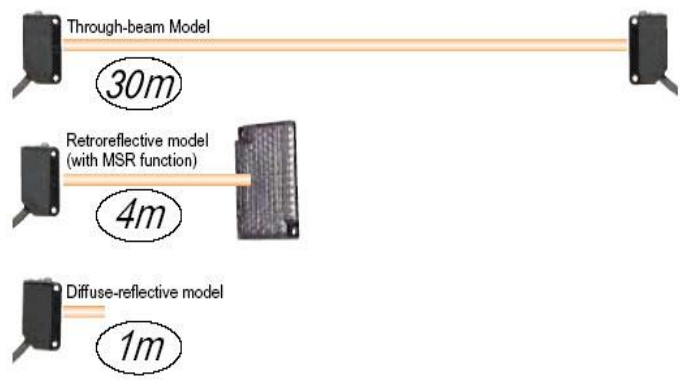 Through-beam Model
30m
Retroreflective model
(with MSR function)
4m
Diffuse-reflective model
1m